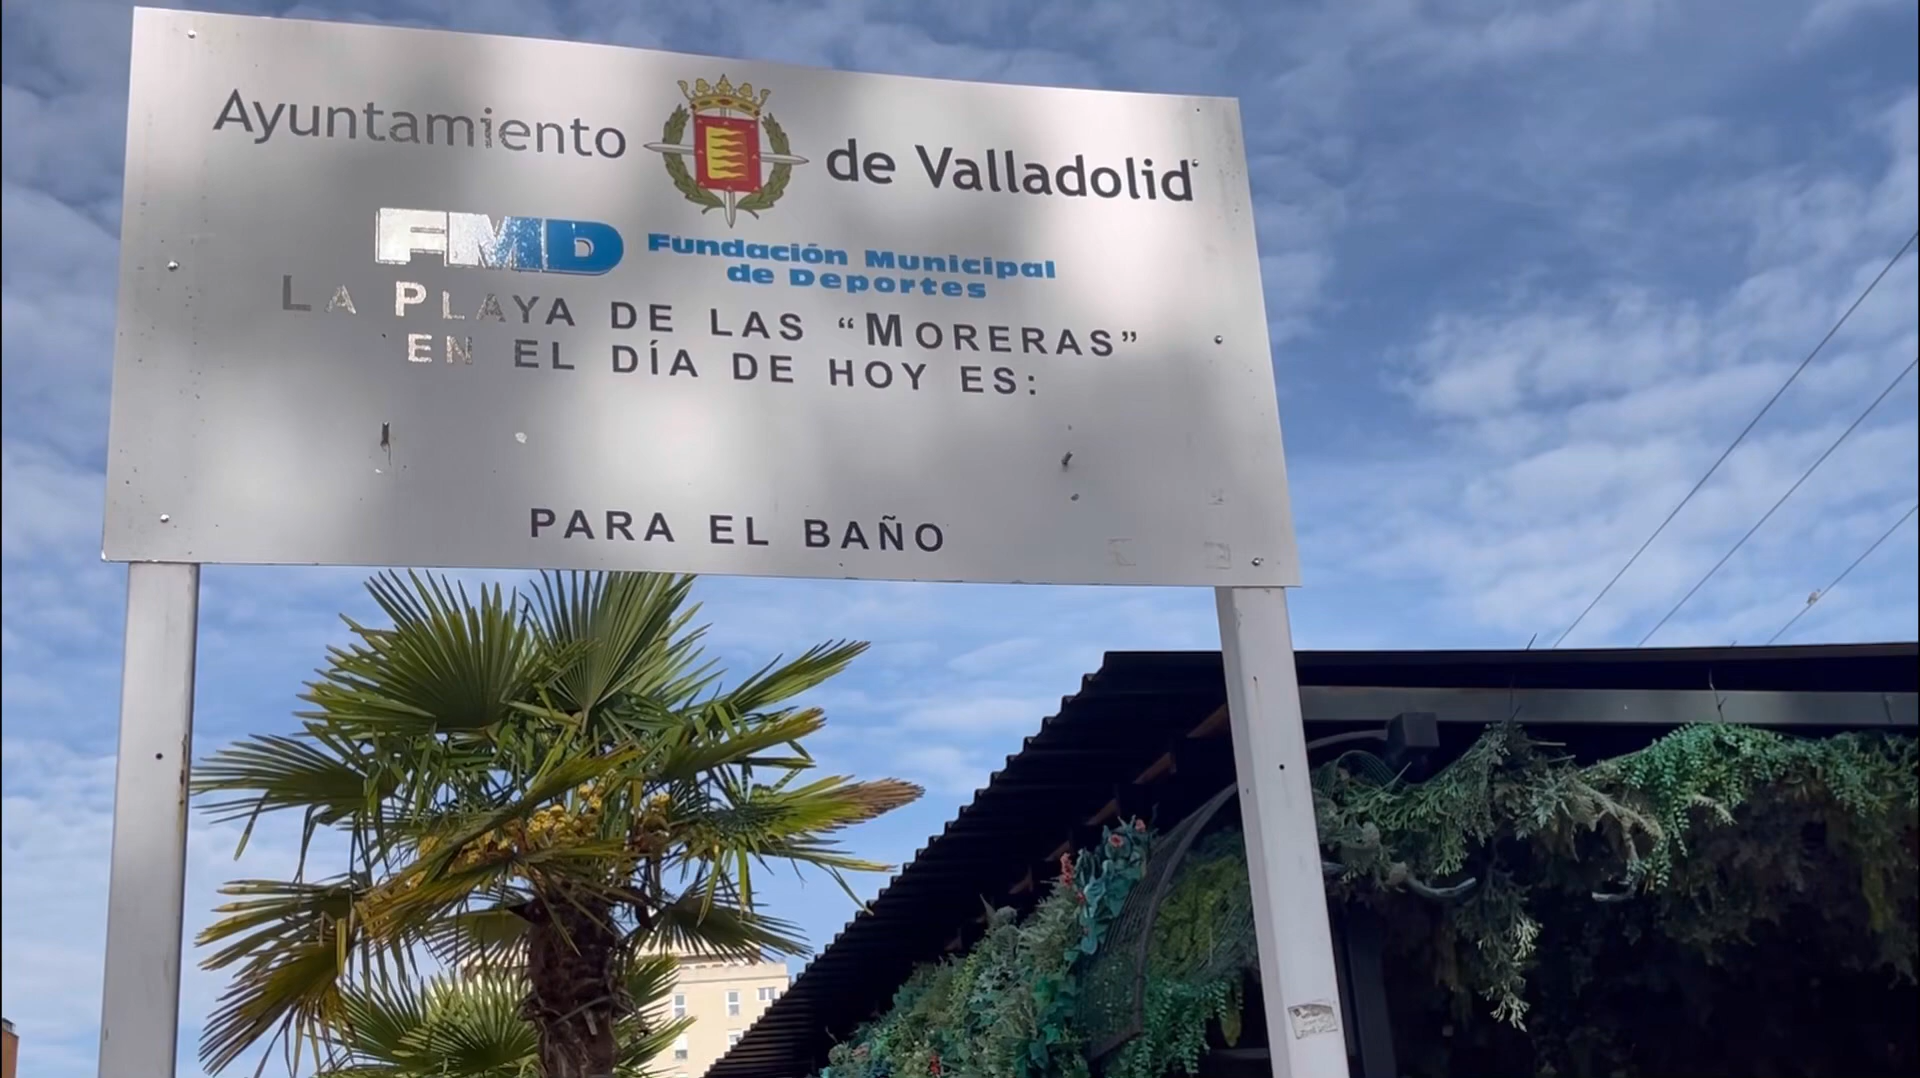 Ayuntamiento de Valladolid
FMD Fundación Municipal
de Deportes
LA PLAYA DE LAS “MORERAS”
EN EL DÍA DE HOY ES:
PARA EL BAÑO